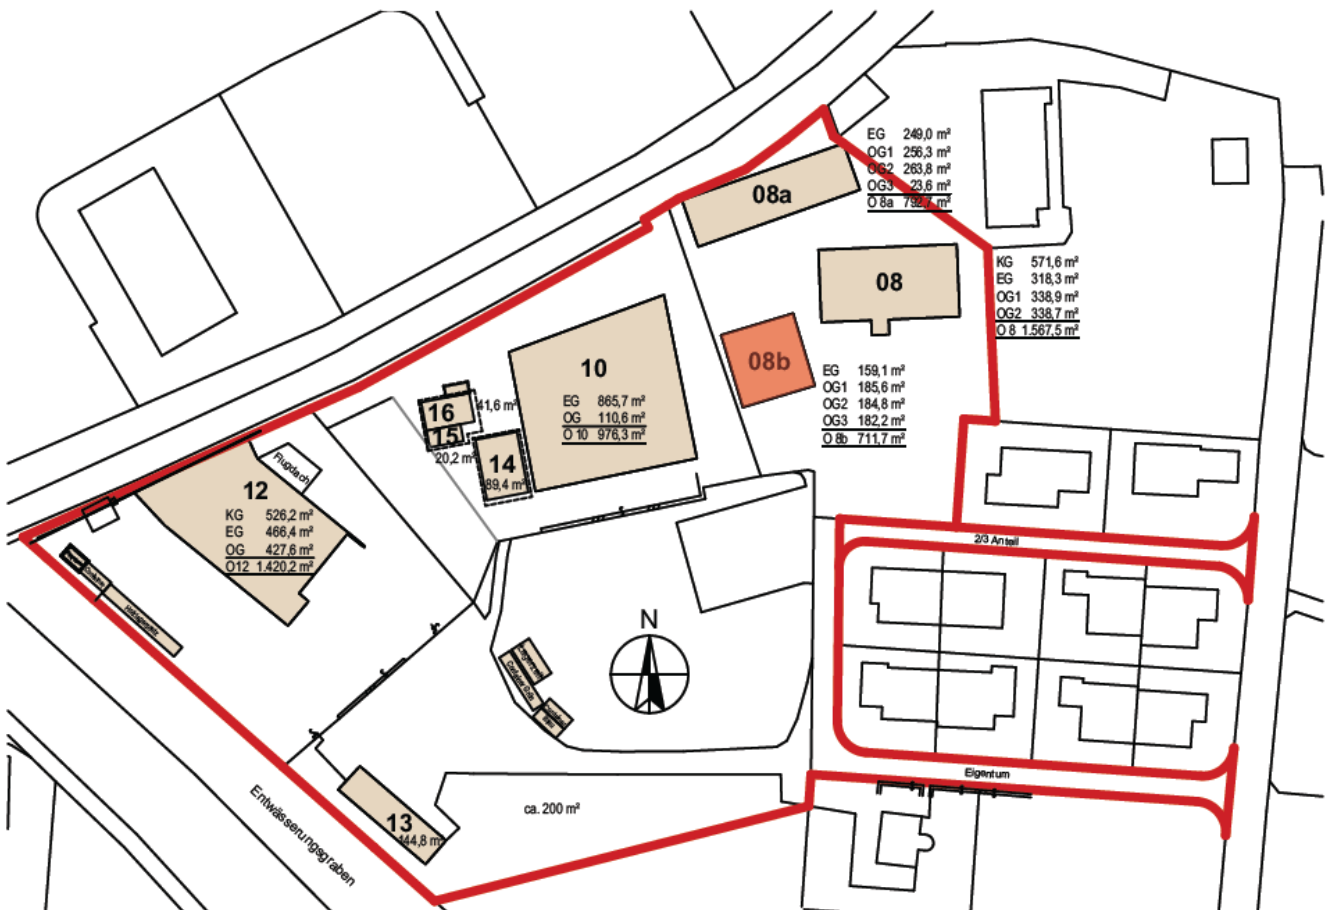 EG 249,0 m²
OG1 256,3 m²
OG2 263,8 m²
OG3 23,6 m²
O 8a 792,7 m²
08a
08
KG 571,6 m²
EG 318,3 m²
OG1 338,9 m²
OG2 338,7 m²
O 8 1.567,5 m²
08b
EG 159,1 m²
OG1 185,6 m²
OG2 184,8 m²
OG3 182,2 m²
O 8b 711,7 m²
10
EG 865,7 m²
OG 110,6 m²
O 10 976,3 m²
16
41,6 m²
15
20,2 m²
14
89,4 m²
Flugdach
12
KG 526,2 m²
EG 466,4 m²
OG 427,6 m²
O12 1.420,2 m²
2/3 Anteil
N
Eigentum
ca. 200 m²
13
144,8 m²
Entwässerungsgraben